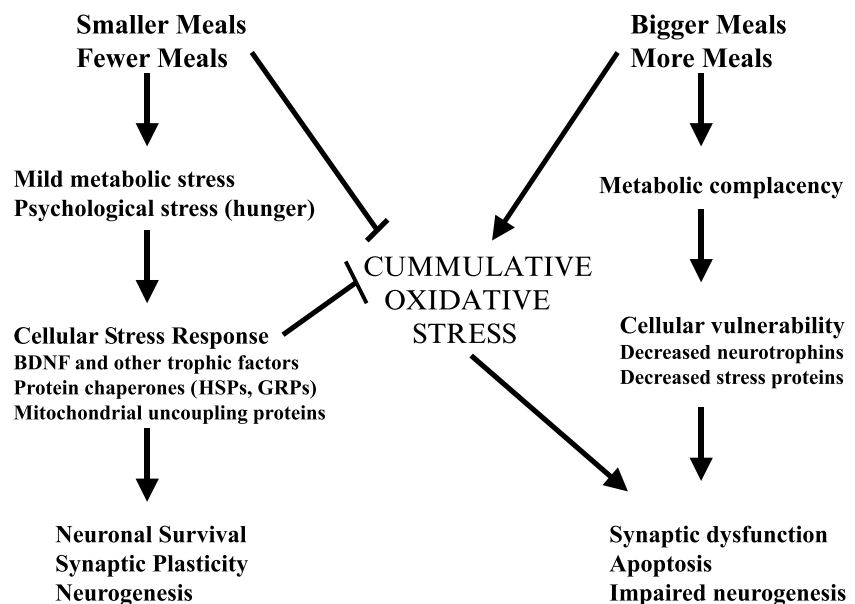 Smaller Meals
Fewer Meals
Bigger Meals
More Meals
Mild metabolic stress
Psychological stress (hunger)
Metabolic complacency
CUMMULATIVE
OXIDATIVE
STRESS
Cellular Stress Response
BDNF and other trophic factors
Protein chaperones (HSPs, GRPs)
Mitochondrial uncoupling proteins
Cellular vulnerability
Decreased neurotrophins
Decreased stress proteins
Neuronal Survival
Synaptic Plasticity
Neurogenesis
Synaptic dysfunction
Apoptosis
Impaired neurogenesis